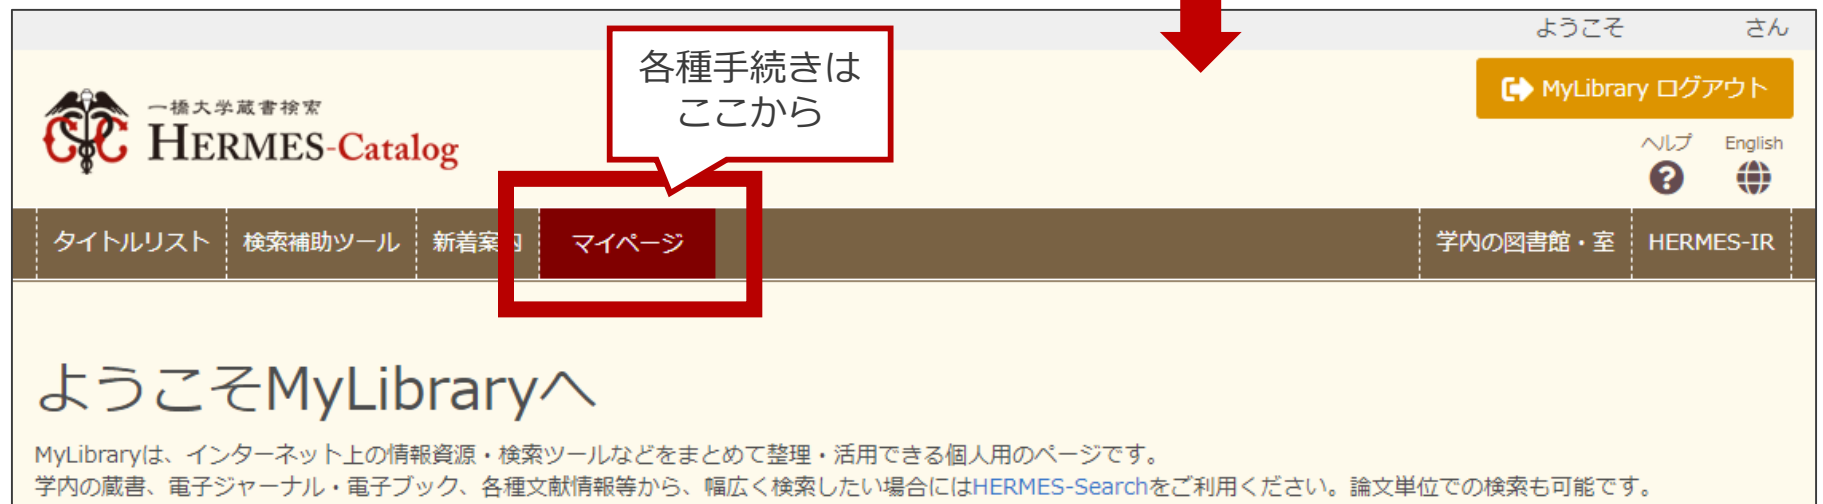 ようこそ さん
各種手続きは
ここから
MyLibrary ログアウト
一橋大学蔵書検索
HERMES-Catalog
ヘルプ English
タイトルリスト 検索補助ツール 新着案内 マイページ 学内の図書館・室 HERMES-IR
ようこそMyLibraryへ
MyLibraryは、インターネット上の情報資源・検索ツールなどをまとめて整理・活用できる個人用のページです。
学内の蔵書、電子ジャーナル・電子ブック、各種文献情報等から、幅広く検索したい場合にはHERMES-Searchをご利用ください。論文単位での検索も可能です。